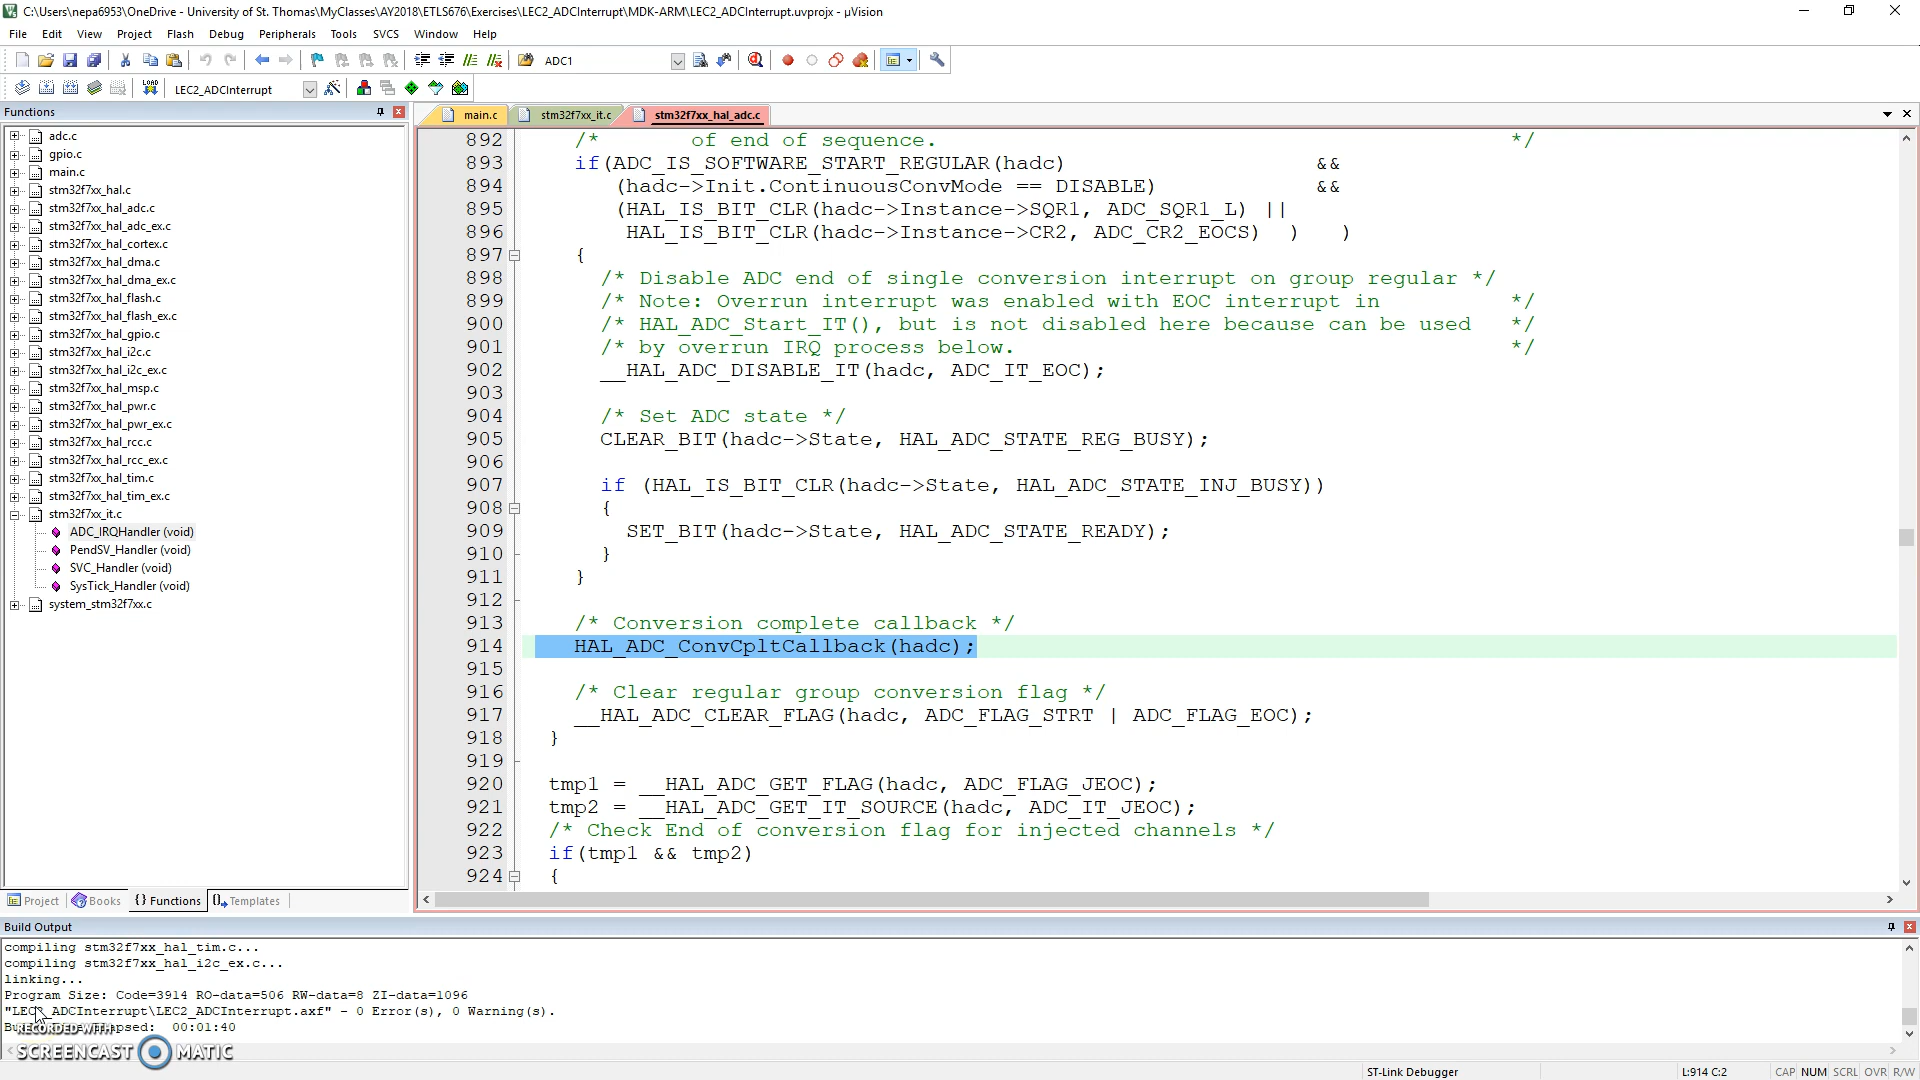 C:\Users\nepa6953\OneDrive - University of St. Thomas\MyClasses\AY2018\ETLS676\Exercises\LEC2_ADCInterrupt\MDK-ARM\LEC2_ADCInterrupt.uvprojx - µVision
File Edit View Project Flash Debug Peripherals Tools SVCS Window Help
ADC1
LOAD LEC2_ADCInterrupt
Functions
adc.c
gpio.c
main.c
stm32f7xx_hal.c
stm32f7xx_hal_adc.c
stm32f7xx_hal_adc_ex.c
stm32f7xx_hal_cortex.c
stm32f7xx_hal_dma.c
stm32f7xx_hal_dma_ex.c
stm32f7xx_hal_flash.c
stm32f7xx_hal_flash_ex.c
stm32f7xx_hal_gpio.c
stm32f7xx_hal_i2c.c
stm32f7xx_hal_i2c_ex.c
stm32f7xx_hal_msp.c
stm32f7xx_hal_pwr.c
stm32f7xx_hal_pwr_ex.c
stm32f7xx_hal_rcc.c
stm32f7xx_hal_rcc_ex.c
stm32f7xx_hal_tim.c
stm32f7xx_hal_tim_ex.c
stm32f7xx_it.c
ADC_IRQHandler (void)
PendSV_Handler (void)
SVC_Handler (void)
SysTick_Handler (void)
system_stm32f7xx.c
Project Books {} Functions Templates
main.c stm32f7xx_it.c stm32f7xx_hal_adc.c
892 /* of end of sequence. */
893 if(ADC_IS_SOFTWARE_START_REGULAR(hadc) &&
894 (hadc->Init.ContinuousConvMode == DISABLE) &&
895 (HAL_IS_BIT_CLR(hadc->Instance->SQR1, ADC_SQR1_L) ||
896 HAL_IS_BIT_CLR(hadc->Instance->CR2, ADC_CR2_EOCS) ) )
897 {
898 /* Disable ADC end of single conversion interrupt on group regular */
899 /* Note: Overrun interrupt was enabled with EOC interrupt in */
900 /* HAL_ADC_Start_IT(), but is not disabled here because can be used */
901 /* by overrun IRQ process below. */
902 __HAL_ADC_DISABLE_IT(hadc, ADC_IT_EOC);
903
904 /* Set ADC state */
905 CLEAR_BIT(hadc->State, HAL_ADC_STATE_REG_BUSY);
906
907 if (HAL_IS_BIT_CLR(hadc->State, HAL_ADC_STATE_INJ_BUSY))
908 {
909 SET_BIT(hadc->State, HAL_ADC_STATE_READY);
910 }
911 }
912
913 /* Conversion complete callback */
914 HAL_ADC_ConvCpltCallback(hadc);
915
916 /* Clear regular group conversion flag */
917 __HAL_ADC_CLEAR_FLAG(hadc, ADC_FLAG_STRT | ADC_FLAG_EOC);
918 }
919
920 tmp1 = __HAL_ADC_GET_FLAG(hadc, ADC_FLAG_JEOC);
921 tmp2 = __HAL_ADC_GET_IT_SOURCE(hadc, ADC_IT_JEOC);
922 /* Check End of conversion flag for injected channels */
923 if(tmp1 && tmp2)
924 {
Build Output
compiling stm32f7xx_hal_tim.c...
compiling stm32f7xx_hal_i2c_ex.c...
linking...
Program Size: Code=3914 RO-data=506 RW-data=8 ZI-data=1096
"LEC2_ADCInterrupt\LEC2_ADCInterrupt.axf" - 0 Error(s), 0 Warning(s).
00:01:40
RECORDED WITH
SCREENCAST MATIC
ST-Link Debugger L:914 C:2 CAP NUM SCRL OVR R/W